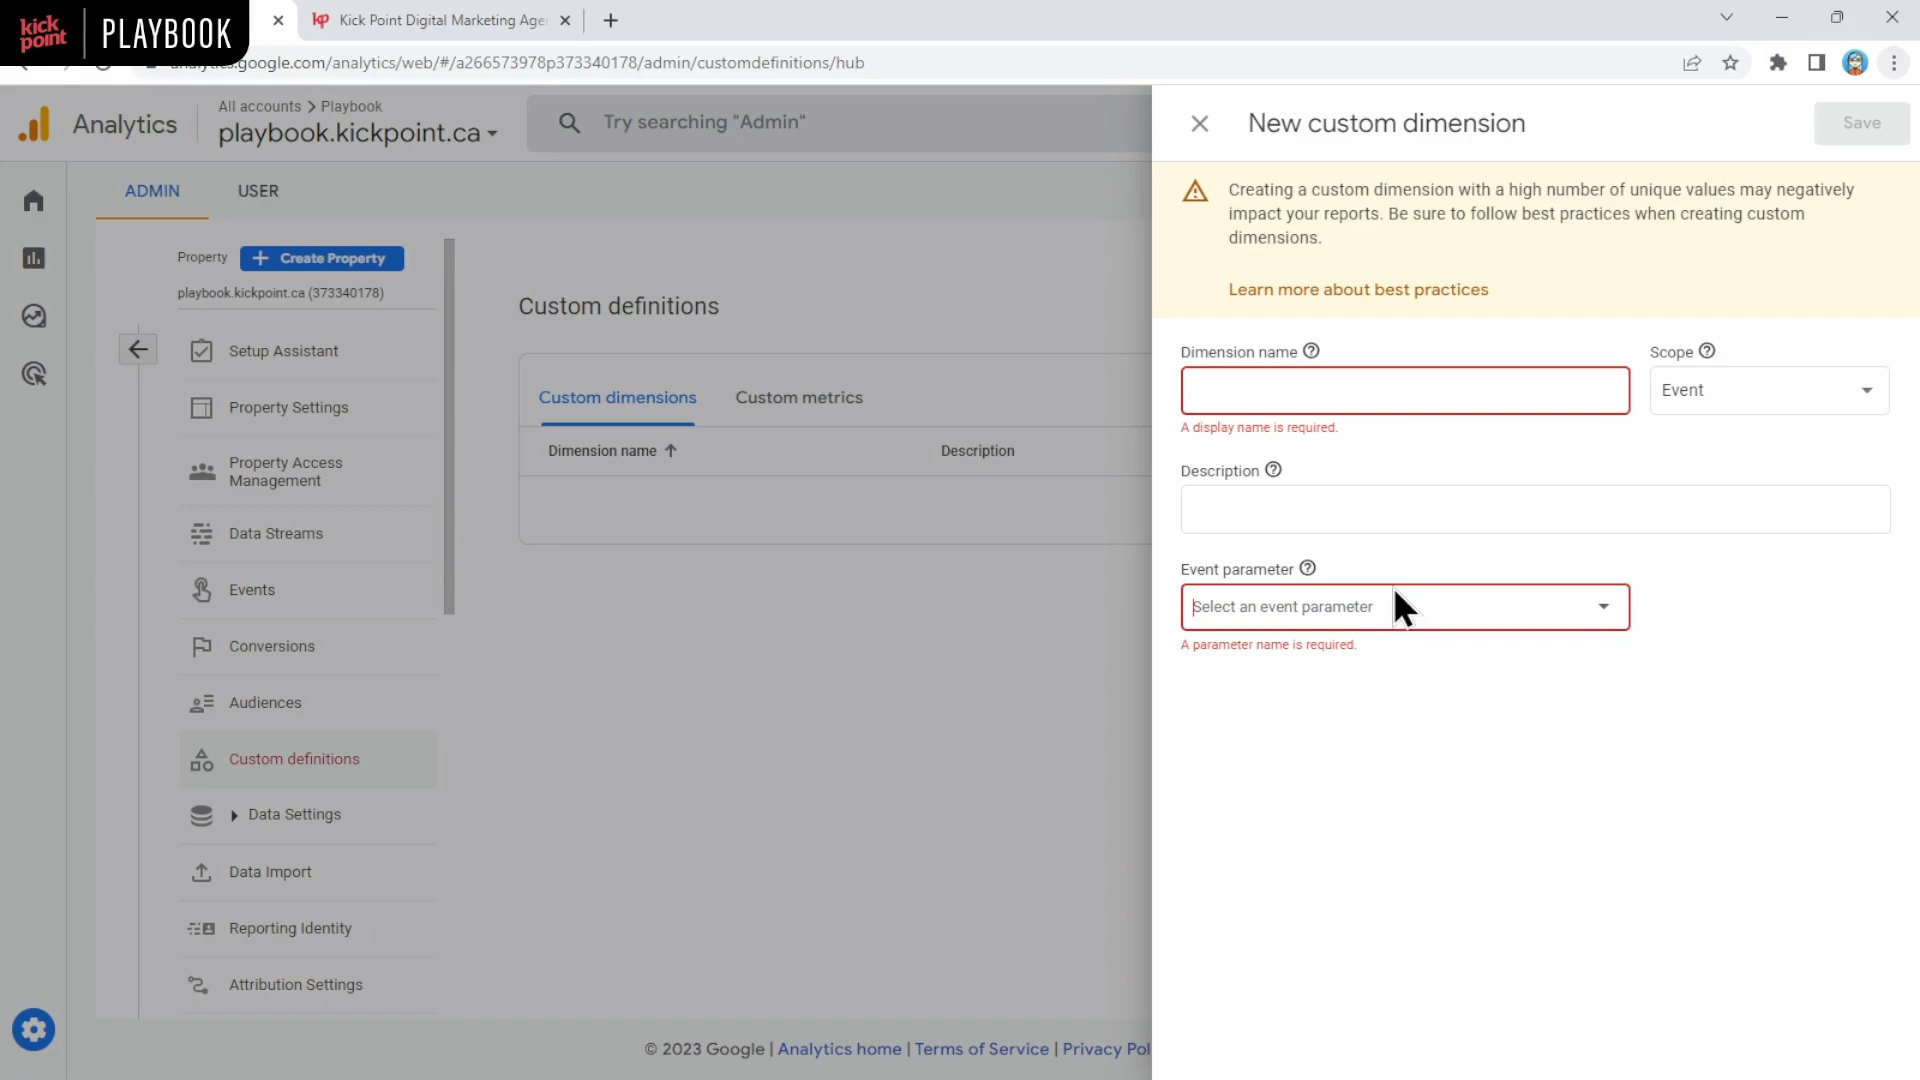 kick
point
PLAYBOOK
Kick Point Digital Marketing Age
google.com/analytics/web/#/a266573978p373340178/admin/customdefinitions/hub
Analytics
All accounts > Playbook
playbook.kickpoint.ca
Try searching "Admin"
New custom dimension
Save
Creating a custom dimension with a high number of unique values may negatively
impact your reports. Be sure to follow best practices when creating custom
dimensions.
Learn more about best practices
ADMIN
USER
Property
Create Property
playbook.kickpoint.ca (373340178)
Setup Assistant
Property Settings
Property Access
Management
Data Streams
Events
Conversions
Audiences
Custom definitions
Data Settings
Data Import
Reporting Identity
Attribution Settings
Custom definitions
Custom dimensions
Custom metrics
Dimension name
Description
Dimension name
Scope
Event
A display name is required.
Description
Event parameter
Select an event parameter
A parameter name is required.
© 2023 Google | Analytics home | Terms of Service | Privacy Pol